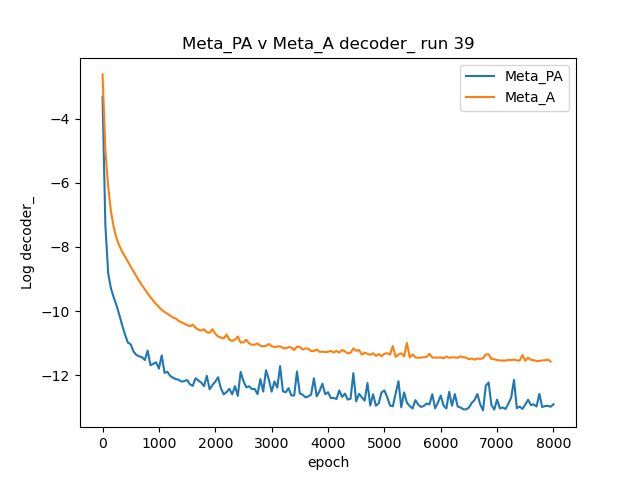 Meta_PA v Meta_A decoder_ run 39
Meta_PA
Meta_A
Log decoder_
−4
−6
−8
−10
−12
0
1000
2000
3000
4000
5000
6000
7000
8000
epoch